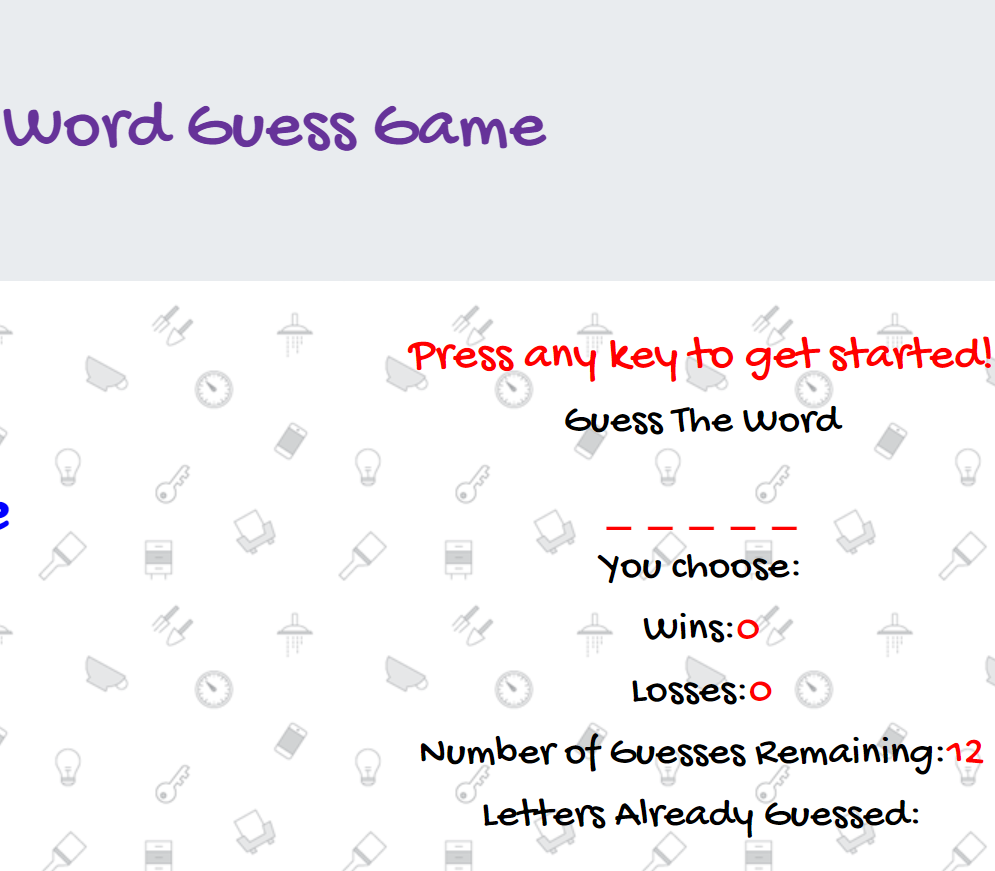 Word Guess Game
Press any key to get started!
Guess The Word
_ _ _ _ _
You choose:
Wins:0
Losses:0
Number of Guesses Remaining:12
Letters Already Guessed: